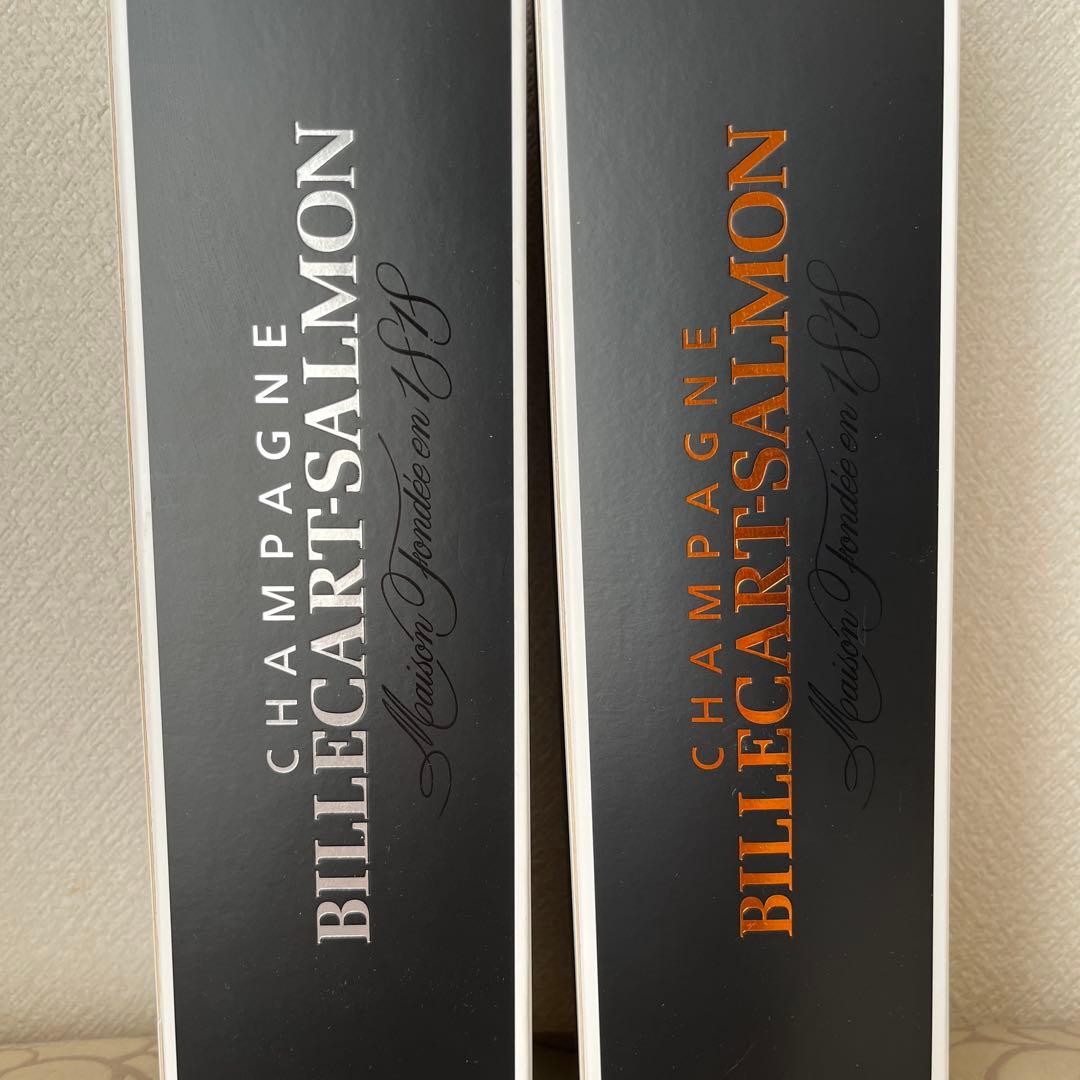 CHAMPAGNE
BILLECART-SALMON
Maison Fondée en 1818
CHAMPAGNE
BILLECART-SALMON
Maison Fondée en 1818